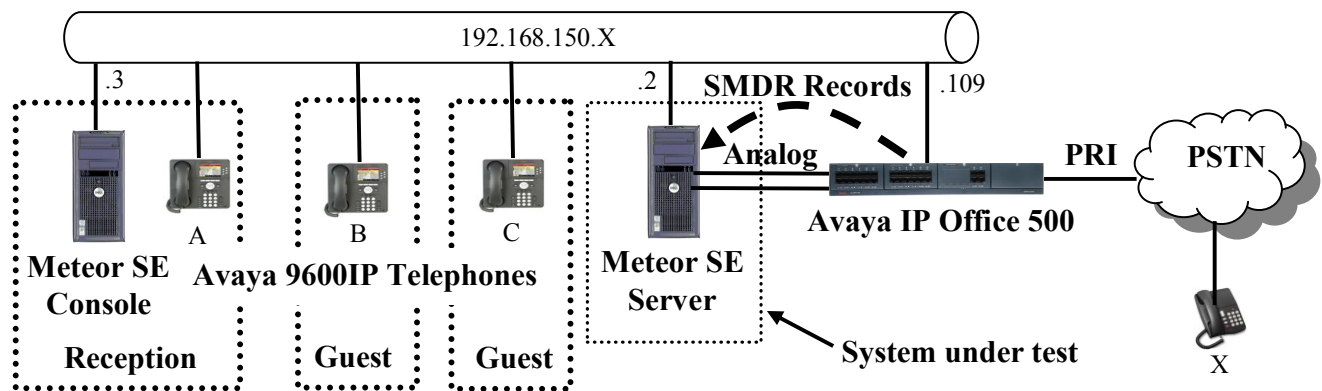 192.168.150.X
.3
.2
SMDR Records
.109
Analog
PRI
PSTN
Avaya IP Office 500
A
B
C
Meteor SE
Console
Avaya 9600IP Telephones
Meteor SE
Server
Reception
Guest
Guest
System under test
X